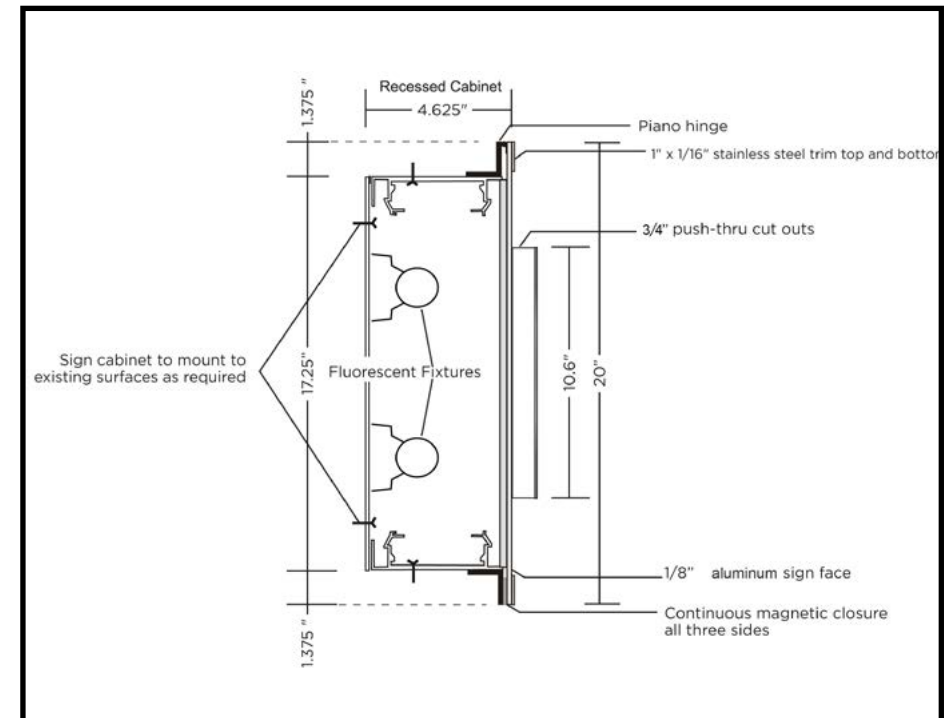 Recessed Cabinet
4.625"
1.375 "
Piano hinge
1" x 1/16" stainless steel trim top and bottor
3/4" push-thru cut outs
Sign cabinet to mount to
existing surfaces as required
17.25"
Fluorescent Fixtures
10.6"
20"
1/8" aluminum sign face
Continuous magnetic closure
all three sides
1.375"